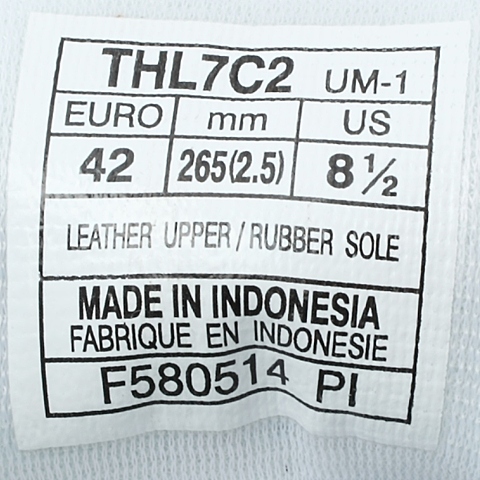 THL7C2 UM-1
EURO mm US
42 265(2.5) 8 ½
LEATHER UPPER / RUBBER SOLE
MADE IN INDONESIA
FABRIQUE EN INDONESIE
F580514 PI